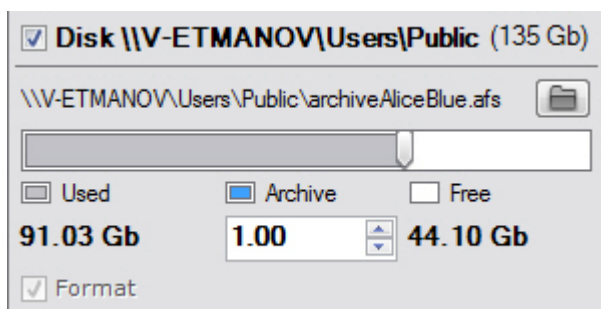 Disk \\V-ETMANOV\Users\Public (135 Gb)
\\V-ETMANOV\Users\Public\archiveAliceBlue.afs
Used Archive Free
91.03 Gb 1.00 44.10 Gb
Format